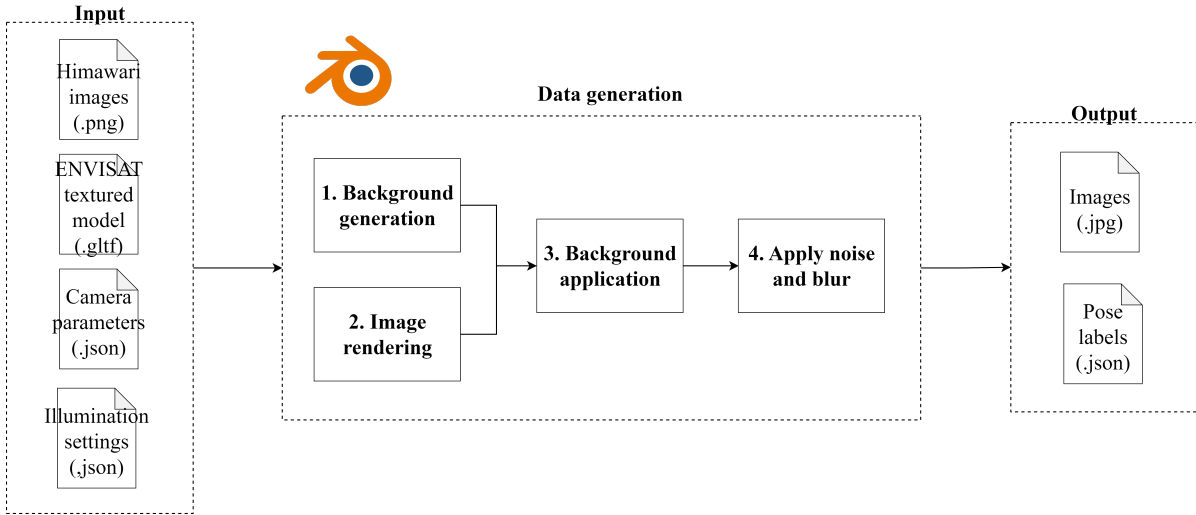 Input
Himawari
images
(.png)
ENVISAT
textured
model
(.gltf)
Camera
parameters
(.json)
Illumination
settings
(,json)
Data generation
1. Background
generation
2. Image
rendering
3. Background
application
4. Apply noise
and blur
Output
Images
(.jpg)
Pose
labels
(.json)